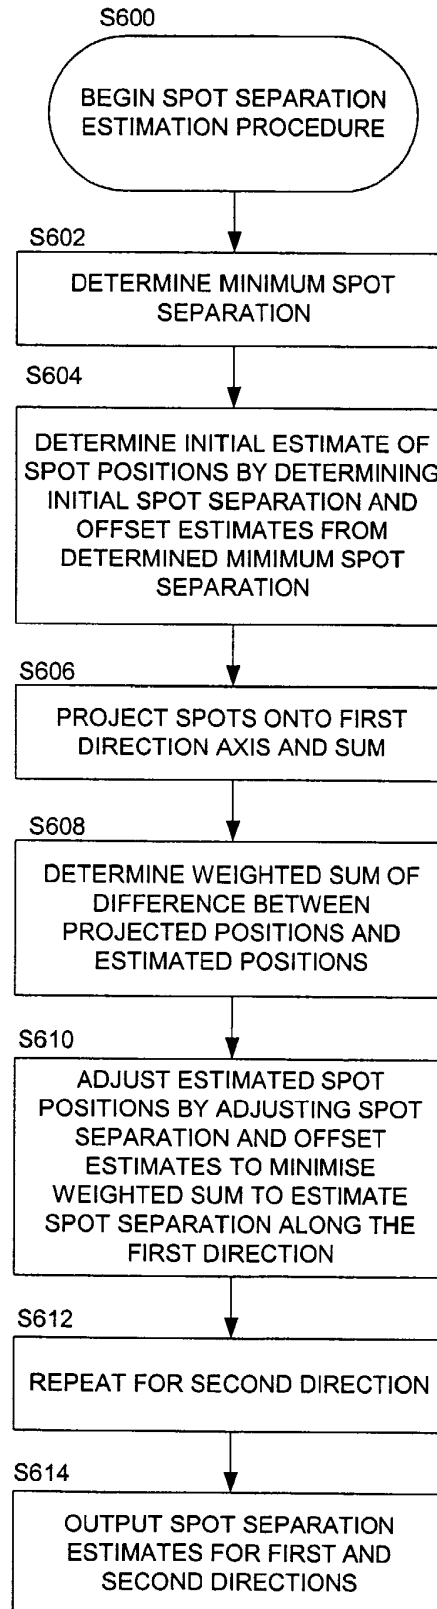 S600
BEGIN SPOT SEPARATION
ESTIMATION PROCEDURE
S602
DETERMINE MINIMUM SPOT
SEPARATION
S604
DETERMINE INITIAL ESTIMATE OF
SPOT POSITIONS BY DETERMINING
INITIAL SPOT SEPARATION AND
OFFSET ESTIMATES FROM
DETERMINED MIMIMUM SPOT
SEPARATION
S606
PROJECT SPOTS ONTO FIRST
DIRECTION AXIS AND SUM
S608
DETERMINE WEIGHTED SUM OF
DIFFERENCE BETWEEN
PROJECTED POSITIONS AND
ESTIMATED POSITIONS
S610
ADJUST ESTIMATED SPOT
POSITIONS BY ADJUSTING SPOT
SEPARATION AND OFFSET
ESTIMATES TO MINIMISE
WEIGHTED SUM TO ESTIMATE
SPOT SEPARATION ALONG THE
FIRST DIRECTION
S612
REPEAT FOR SECOND DIRECTION
S614
OUTPUT SPOT SEPARATION
ESTIMATES FOR FIRST AND
SECOND DIRECTIONS